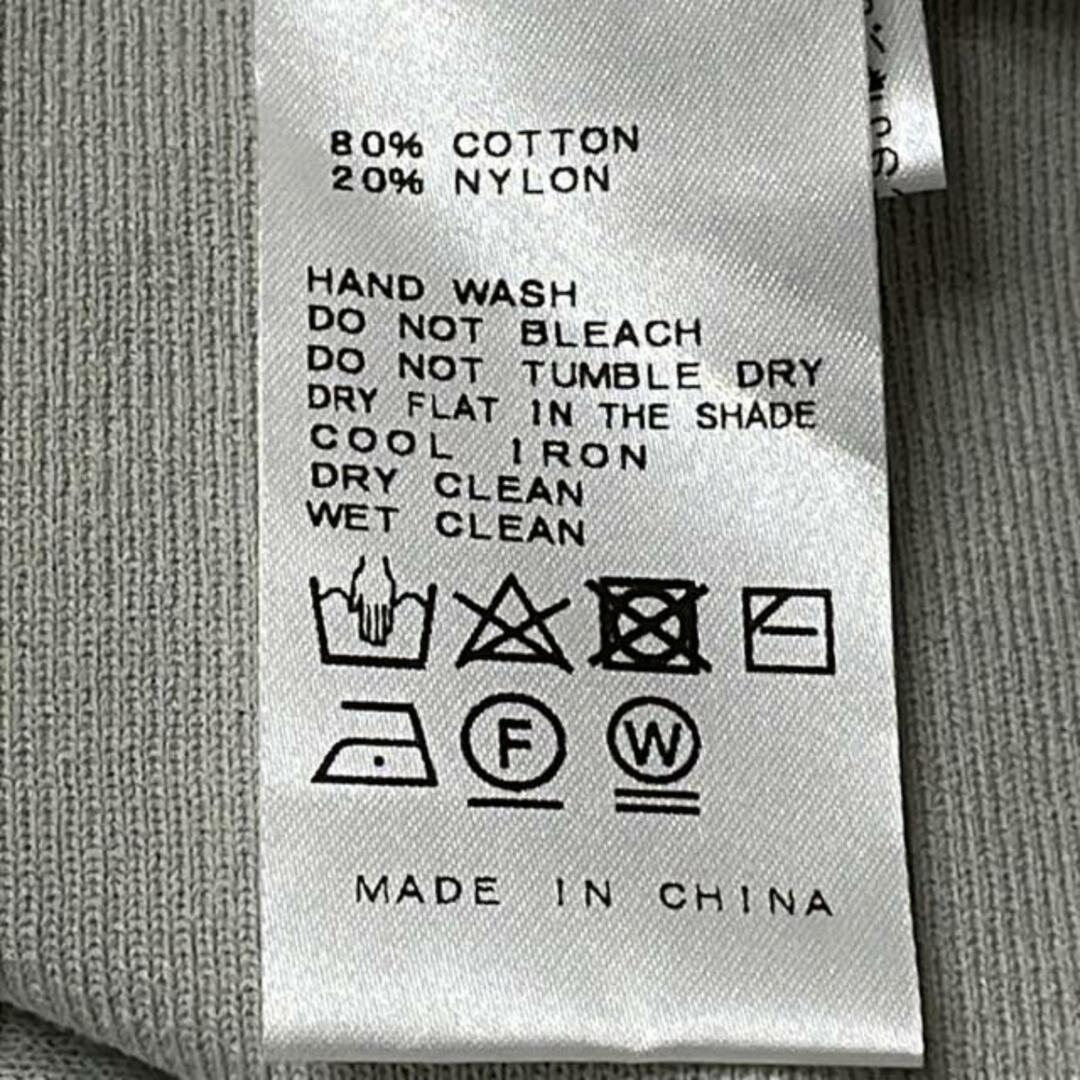 80% COTTON
20% NYLON
HAND WASH
DO NOT BLEACH
DO NOT TUMBLE DRY
DRY FLAT IN THE SHADE
COOL IRON
DRY CLEAN
WET CLEAN
F W
MADE IN CHINA